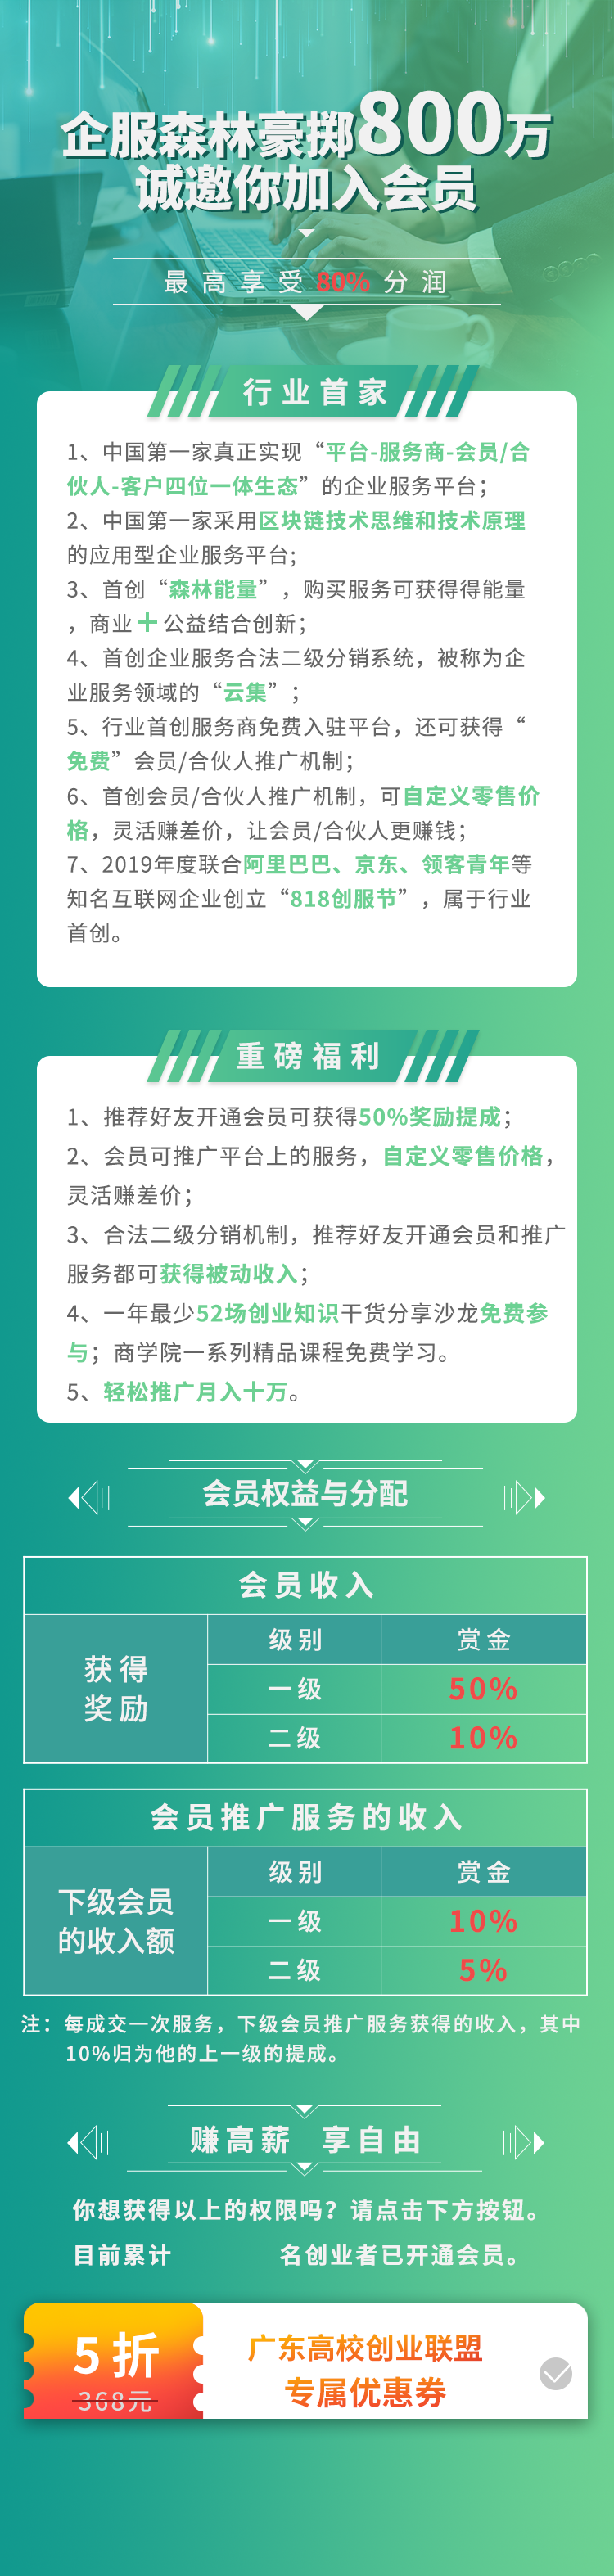 企服森林豪掷800万
诚邀你加入会员
最高享受80%分润
行业首家
1、中国第一家真正实现“平台-服务商-会员/合
伙人-客户四位一体生态”的企业服务平台；
2、中国第一家采用区块链技术思维和技术原理
的应用型企业服务平台;
3、首创“森林能量”，购买服务可获得得能量
，商业＋公益结合创新；
4、首创企业服务合法二级分销系统，被称为企
业服务领域的“云集”；
5、行业首创服务商免费入驻平台，还可获得“
免费”会员/合伙人推广机制；
6、首创会员/合伙人推广机制，可自定义零售价
格，灵活赚差价，让会员/合伙人更赚钱；
7、2019年度联合阿里巴巴、京东、领客青年等
知名互联网企业创立“818创服节”，属于行业
首创。
重磅福利
1、推荐好友开通会员可获得50%奖励提成；
2、会员可推广平台上的服务，自定义零售价格，
灵活赚差价；
3、合法二级分销机制，推荐好友开通会员和推广
服务都可获得被动收入；
4、一年最少52场创业知识干货分享沙龙免费参
与；商学院一系列精品课程免费学习。
5、轻松推广月入十万。
会员权益与分配
会员收入
获得
奖励
级别 赏金
一级 50%
二级 10%
会员推广服务的收入
下级会员
的收入额
级别 赏金
一级 10%
二级 5%
注：每成交一次服务，下级会员推广服务获得的收入，其中
10%归为他的上一级的提成。
赚高薪 享自由
你想获得以上的权限吗？请点击下方按钮。
目前累计 名创业者已开通会员。
5折
368元
广东高校创业联盟
专属优惠券